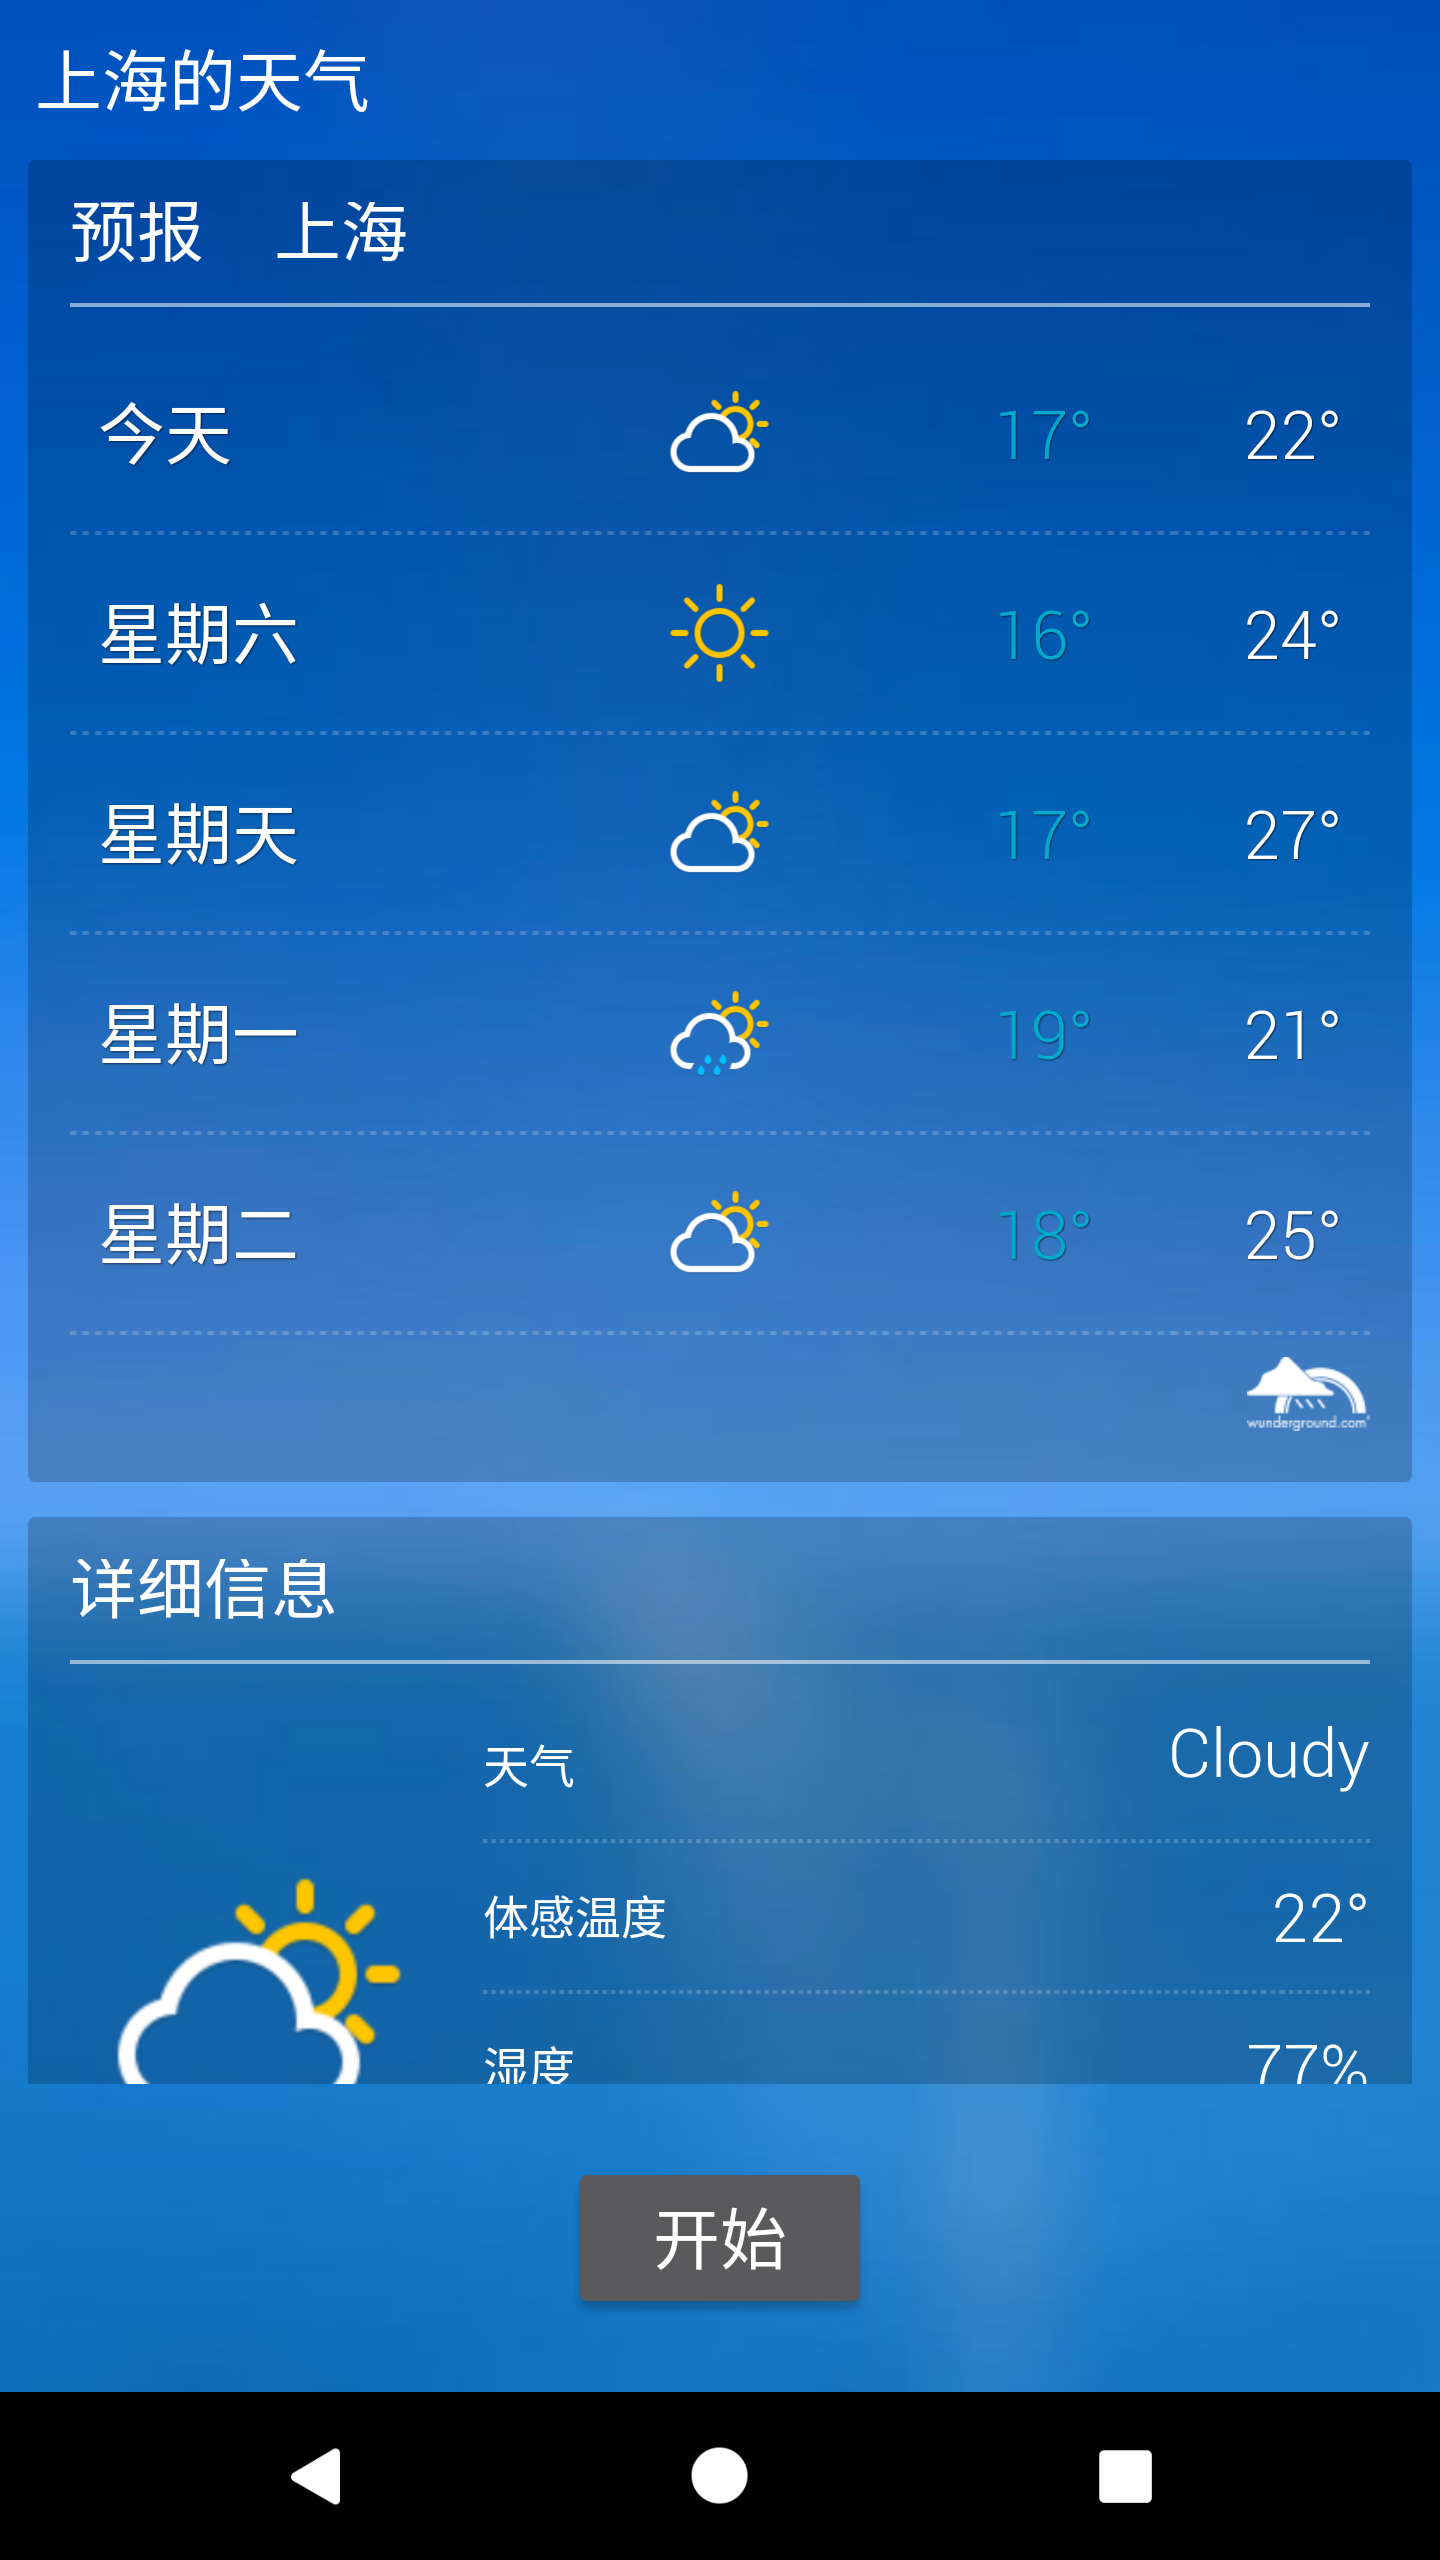 上海的天气
预报 上海
今天 17° 22°
星期六 16° 24°
星期天 17° 27°
星期一 19° 21°
星期二 18° 25°
wunderground.com
详细信息
天气 Cloudy
体感温度 22°
湿度 77%
开始